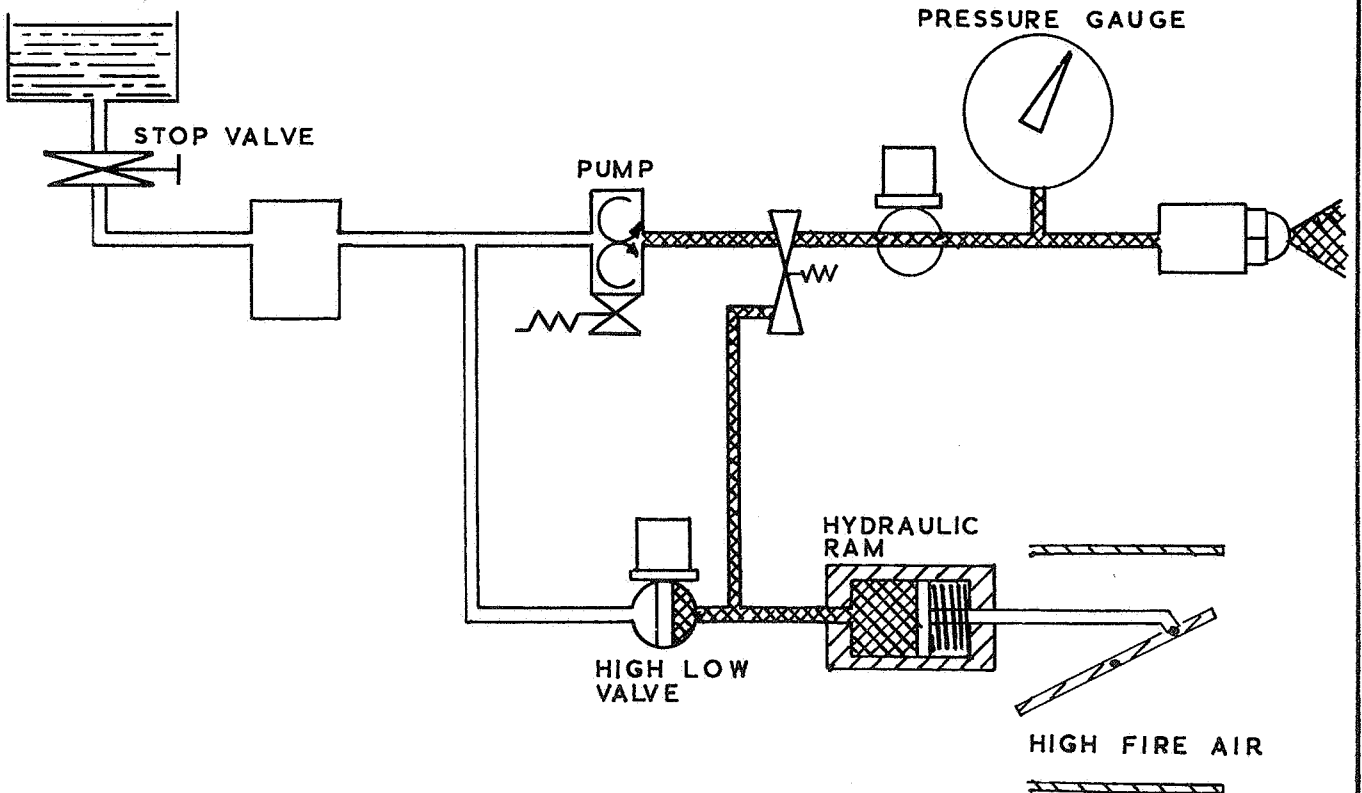 PRESSURE GAUGE
STOP VALVE
PUMP
HYDRAULIC
RAM
HIGH LOW
VALVE
HIGH FIRE AIR